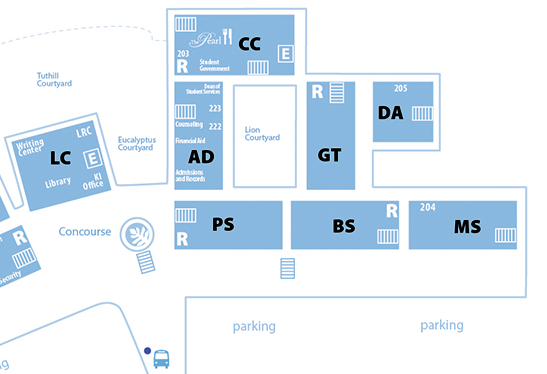 The Pearl
CC
E
203
R
Student
Government
Tuthill
Courtyard
Dean of
Student Services
223
Counseling 222
Financial Aid
AD
Admissions
and Records
R
GT
205
DA
Lion
Courtyard
Eucalyptus
Courtyard
Writing
Center
LRC
LC
E
Library
KI
Office
PS
R
BS
R
204
MS
Concourse
R
Security
parking
parking